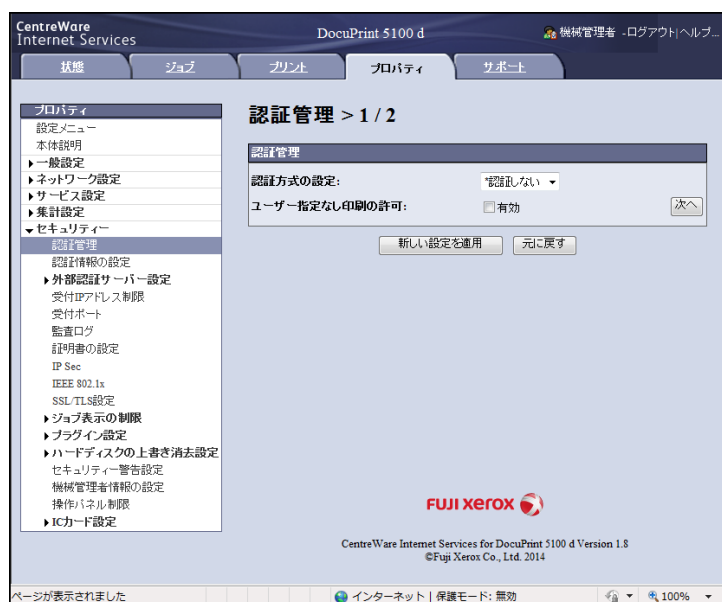 CentreWare
Internet Services
DocuPrint 5100 d
機械管理者 -ログアウト|ヘルプ...
状態
ジョブ
プリント
プロパティ
サポート
プロパティ
設定メニュー
本体説明
一般設定
ネットワーク設定
サービス設定
集計設定
セキュリティー
認証管理
認証情報の設定
外部認証サーバー設定
受付IPアドレス制限
受付ポート
監査ログ
証明書の設定
IP Sec
IEEE 802.1x
SSL/TLS設定
ジョブ表示の制限
プラグイン設定
ハードディスクの上書き消去設定
セキュリティー警告設定
機械管理者情報の設定
操作パネル制限
ICカード設定
認証管理 > 1 / 2
認証管理
認証方式の設定:
*認証しない
ユーザー指定なし印刷の許可:
有効
次へ
新しい設定を適用
元に戻す
FUJI xerox
CentreWare Internet Services for DocuPrint 5100 d Version 1.8
©Fuji Xerox Co., Ltd. 2014
ページが表示されました
インターネット | 保護モード: 無効
100%